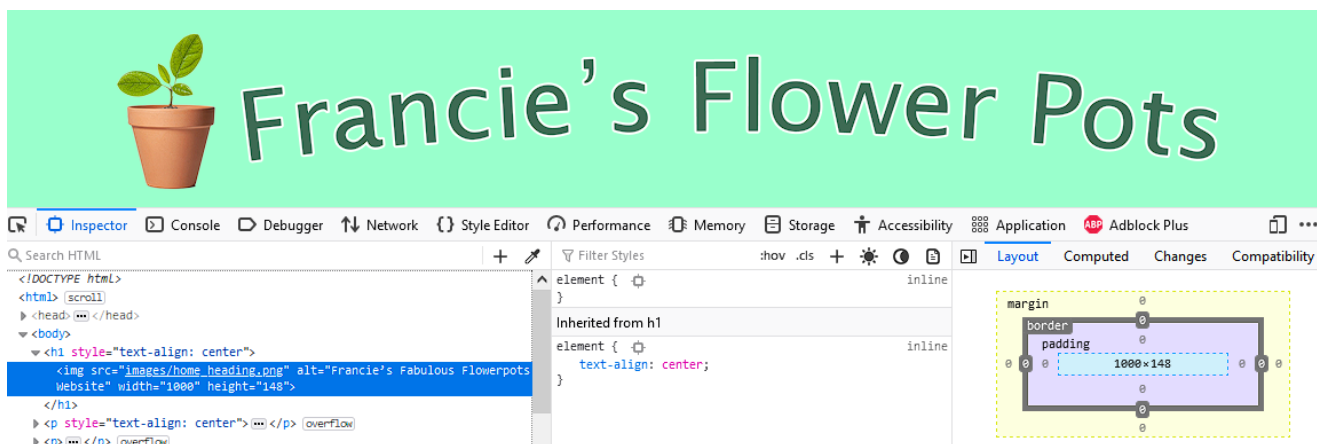 Francie’s Flower Pots
Inspector Console Debugger Network {} Style Editor Performance Memory Storage Accessibility Application ABP Adblock Plus
Search HTML
<!DOCTYPE html>
<html> scroll
<head> ••• </head>
<body>
<h1 style="text-align: center">
<img src="images/home_heading.png" alt="Francie’s Fabulous Flowerpots
Website" width="1000" height="148">
</h1>
<p style="text-align: center"> ••• </p> overflow
<p> ••• </p> overflow
Filter Styles :hov .cls +
element { inline
}
Inherited from h1
element { inline
text-align: center;
}
Layout Computed Changes Compatibility
margin 0
border 0
padding 0
0 0 0 1000×148 0 0 0
0
0
0